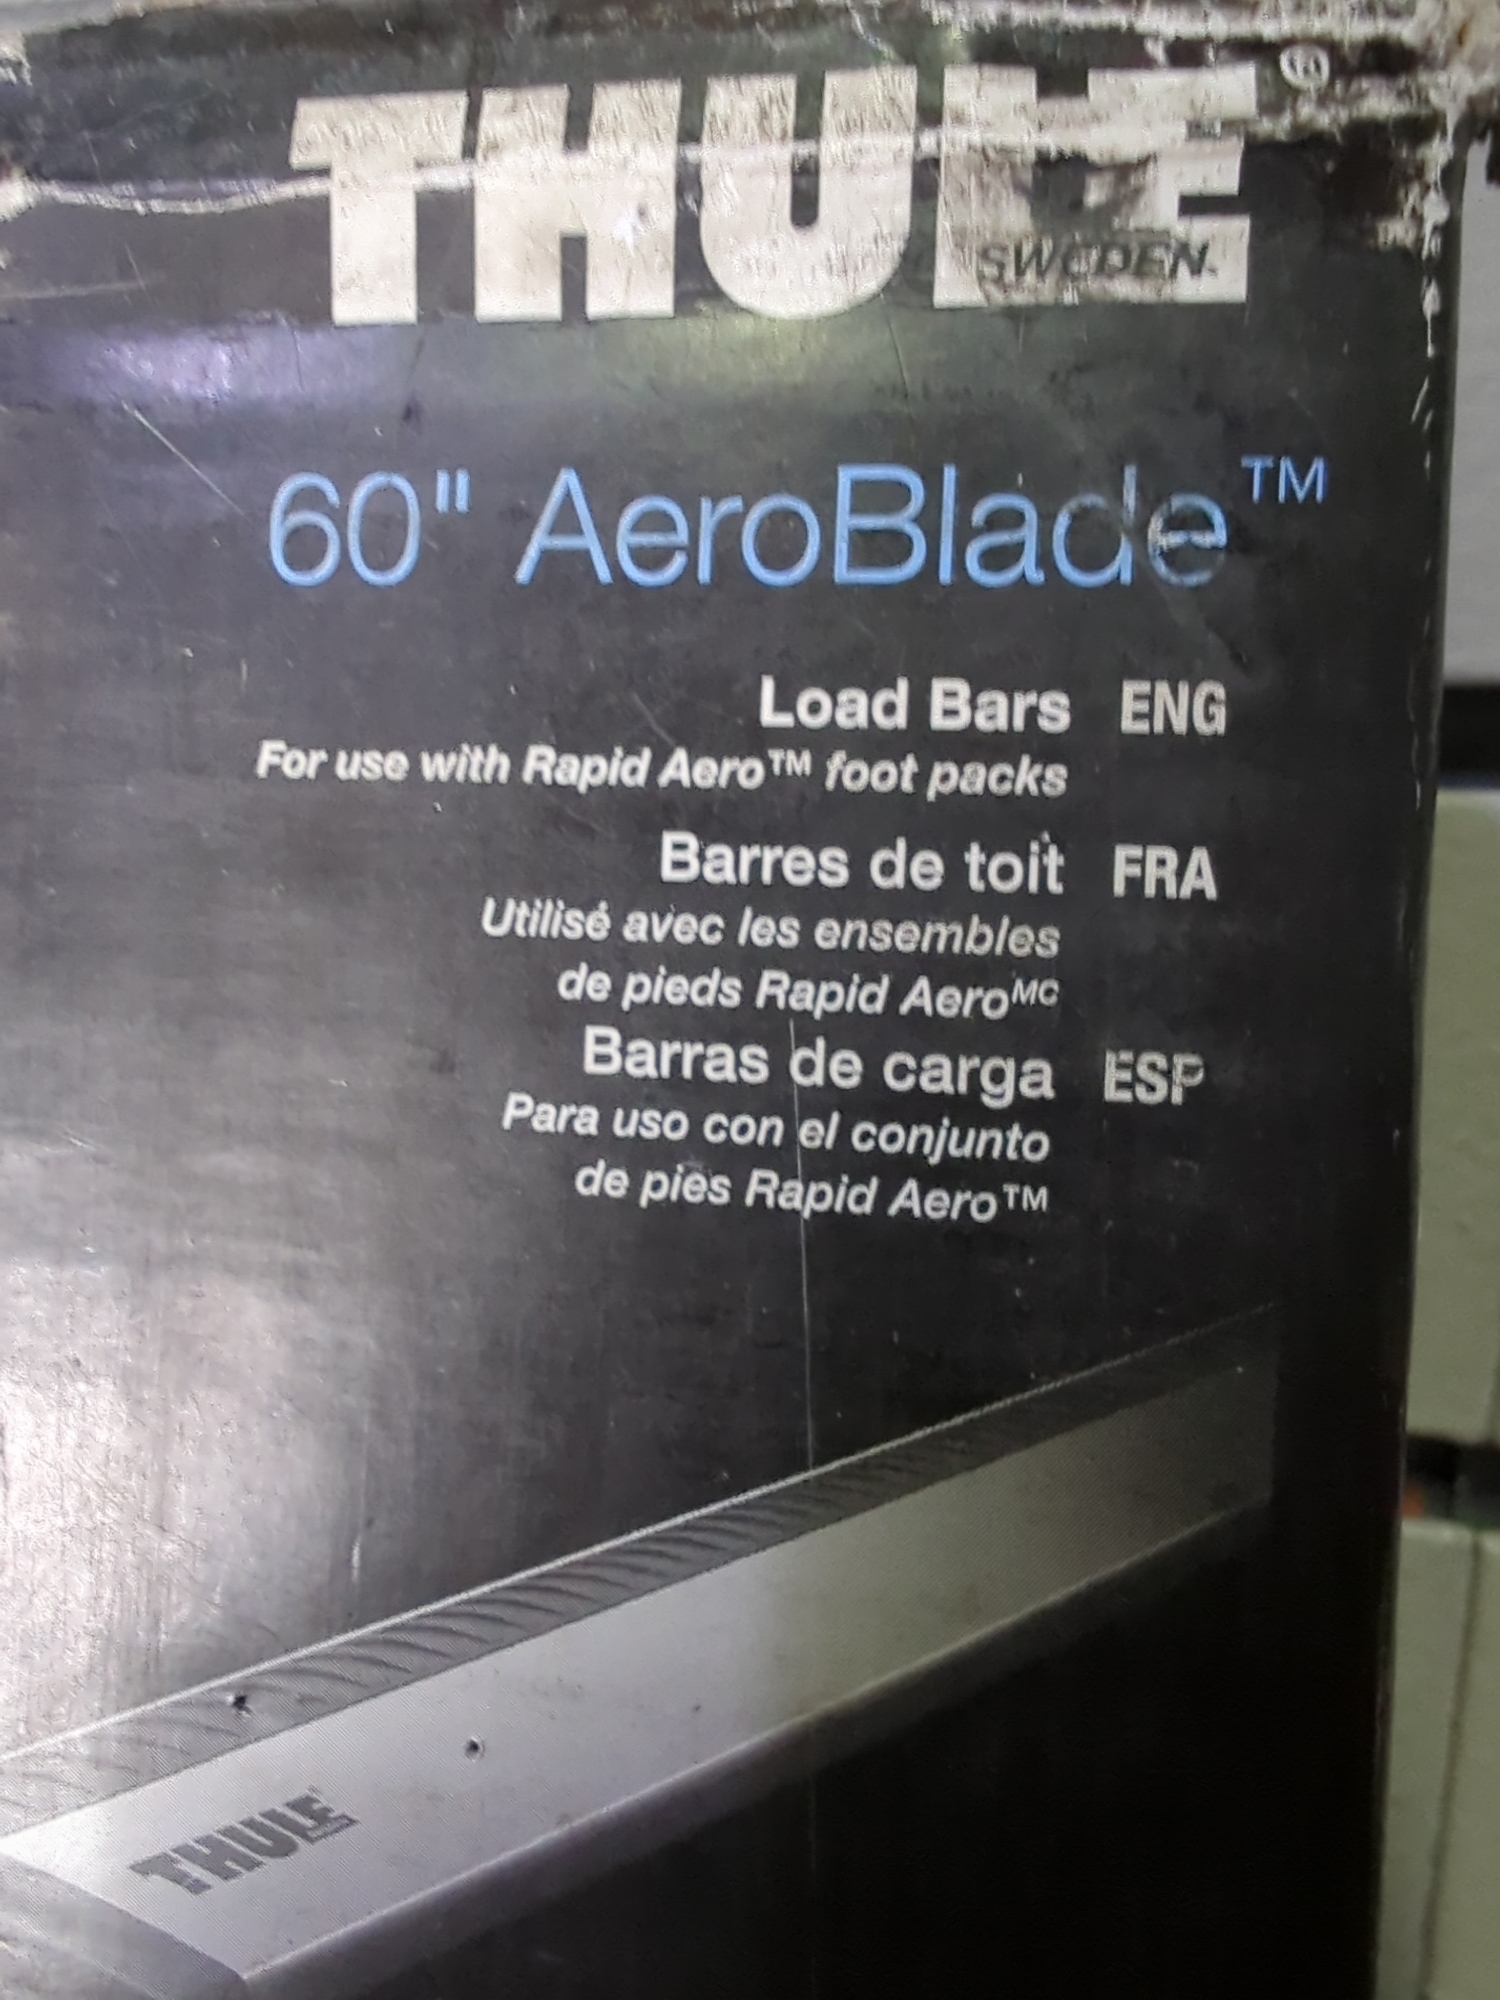 THULE®
SWEDEN
60" AeroBlade™
Load Bars ENG
For use with Rapid Aero™ foot packs
Barres de toit FRA
Utilisé avec les ensembles
de pieds Rapid Aeroᴹᶜ
Barras de carga ESP
Para uso con el conjunto
de pies Rapid Aero™
THULE